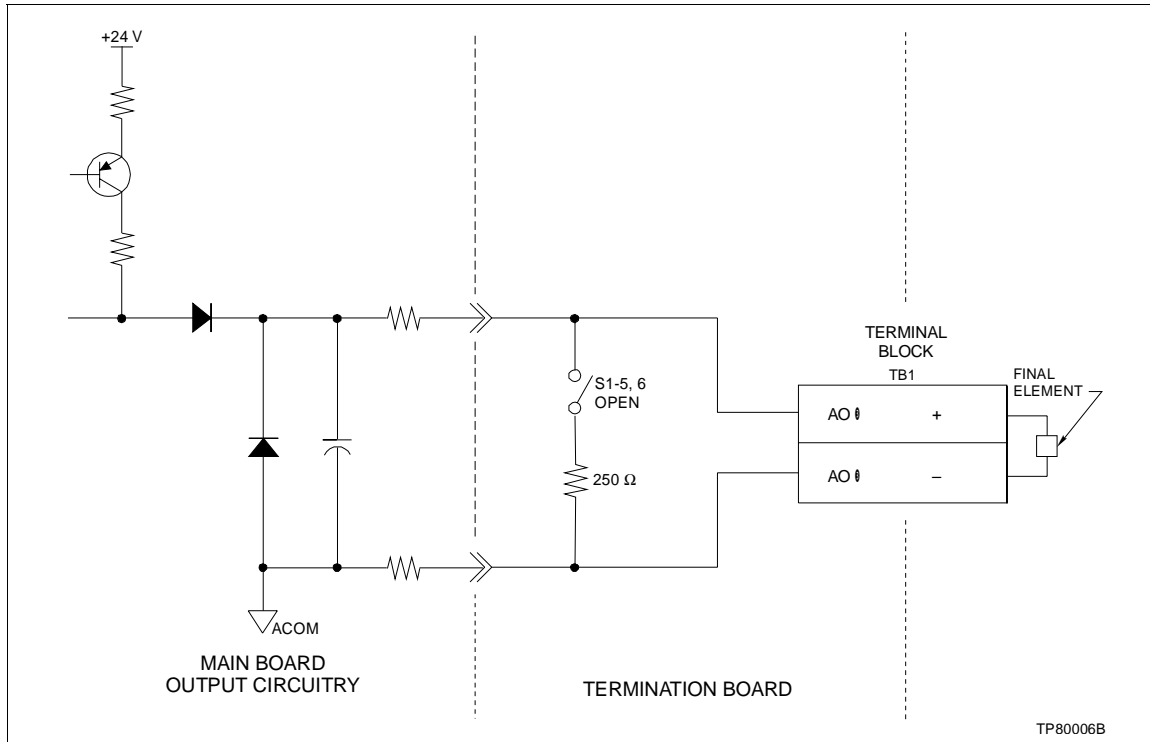 +24 V
S1-5, 6
OPEN
250 Ω
ACOM
MAIN BOARD
OUTPUT CIRCUITRY
TERMINATION BOARD
TERMINAL
BLOCK
TB1
AO +
AO –
FINAL
ELEMENT
TP80006B